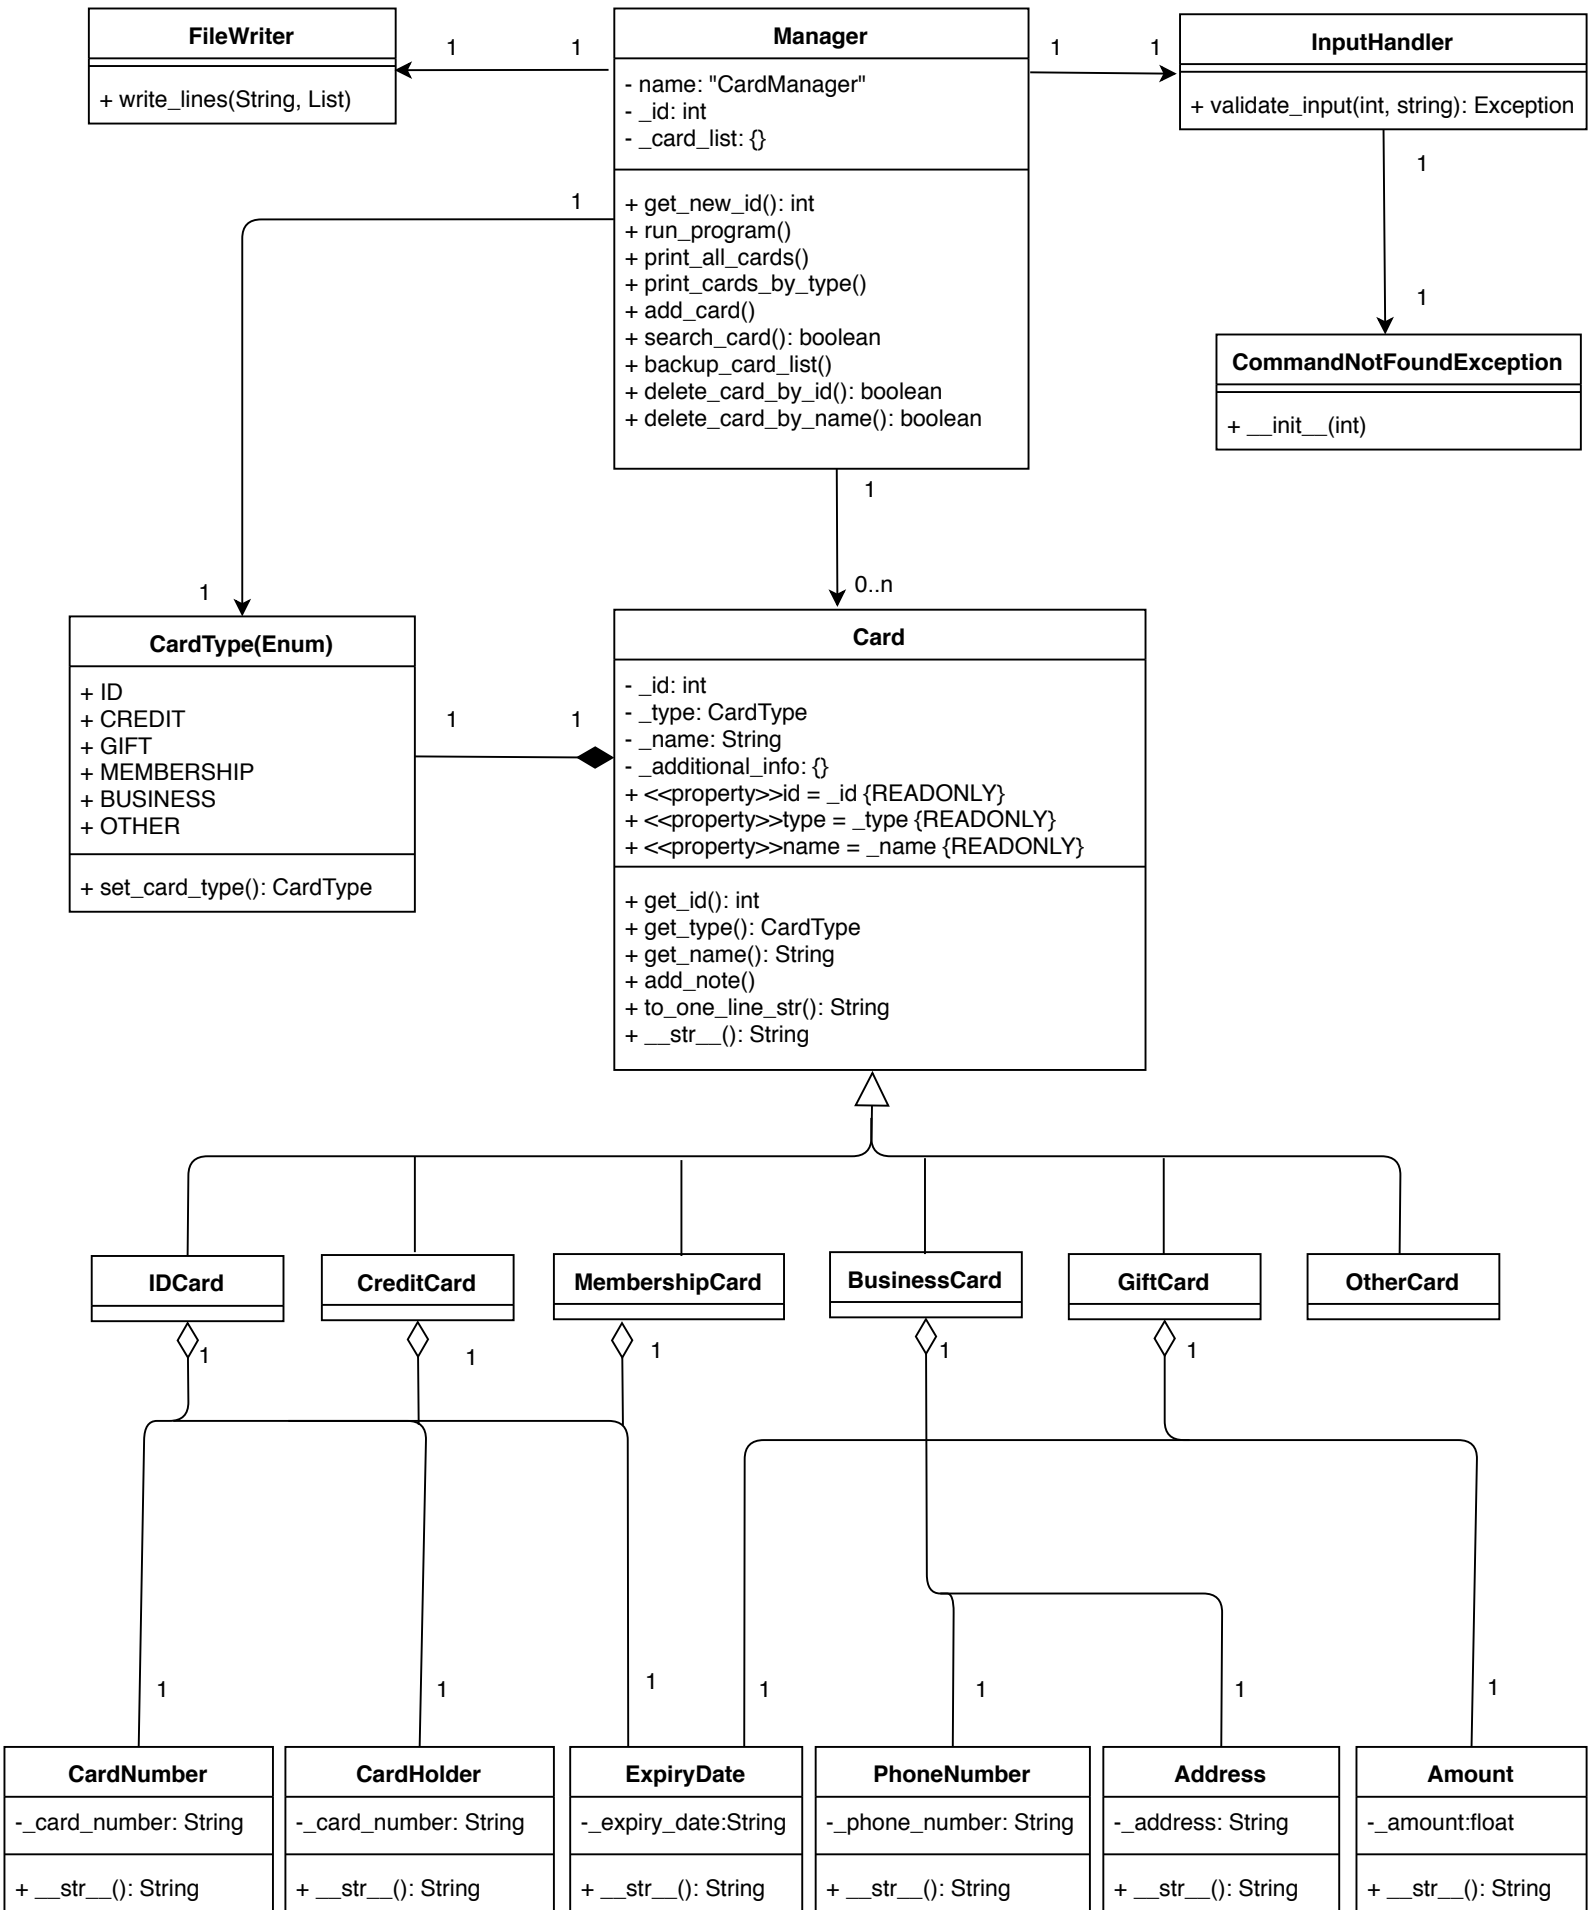 FileWriter
+ write_lines(String, List)
1
1
Manager
- name: "CardManager"
- _id: int
- _card_list: {}
+ get_new_id(): int
+ run_program()
+ print_all_cards()
+ print_cards_by_type()
+ add_card()
+ search_card(): boolean
+ backup_card_list()
+ delete_card_by_id(): boolean
+ delete_card_by_name(): boolean
1
1
InputHandler
+ validate_input(int, string): Exception
1
1
CommandNotFoundException
+ __init__(int)
1
1
1
0..n
CardType(Enum)
+ ID
+ CREDIT
+ GIFT
+ MEMBERSHIP
+ BUSINESS
+ OTHER
+ set_card_type(): CardType
1
1
Card
- _id: int
- _type: CardType
- _name: String
- _additional_info: {}
+ <<property>>id = _id {READONLY}
+ <<property>>type = _type {READONLY}
+ <<property>>name = _name {READONLY}
+ get_id(): int
+ get_type(): CardType
+ get_name(): String
+ add_note()
+ to_one_line_str(): String
+ __str__(): String
IDCard
CreditCard
MembershipCard
BusinessCard
GiftCard
OtherCard
1
1
1
1
1
1
1
1
1
1
1
1
CardNumber
-_card_number: String
+ __str__(): String
CardHolder
-_card_number: String
+ __str__(): String
ExpiryDate
-_expiry_date:String
+ __str__(): String
PhoneNumber
-_phone_number: String
+ __str__(): String
Address
-_address: String
+ __str__(): String
Amount
-_amount:float
+ __str__(): String